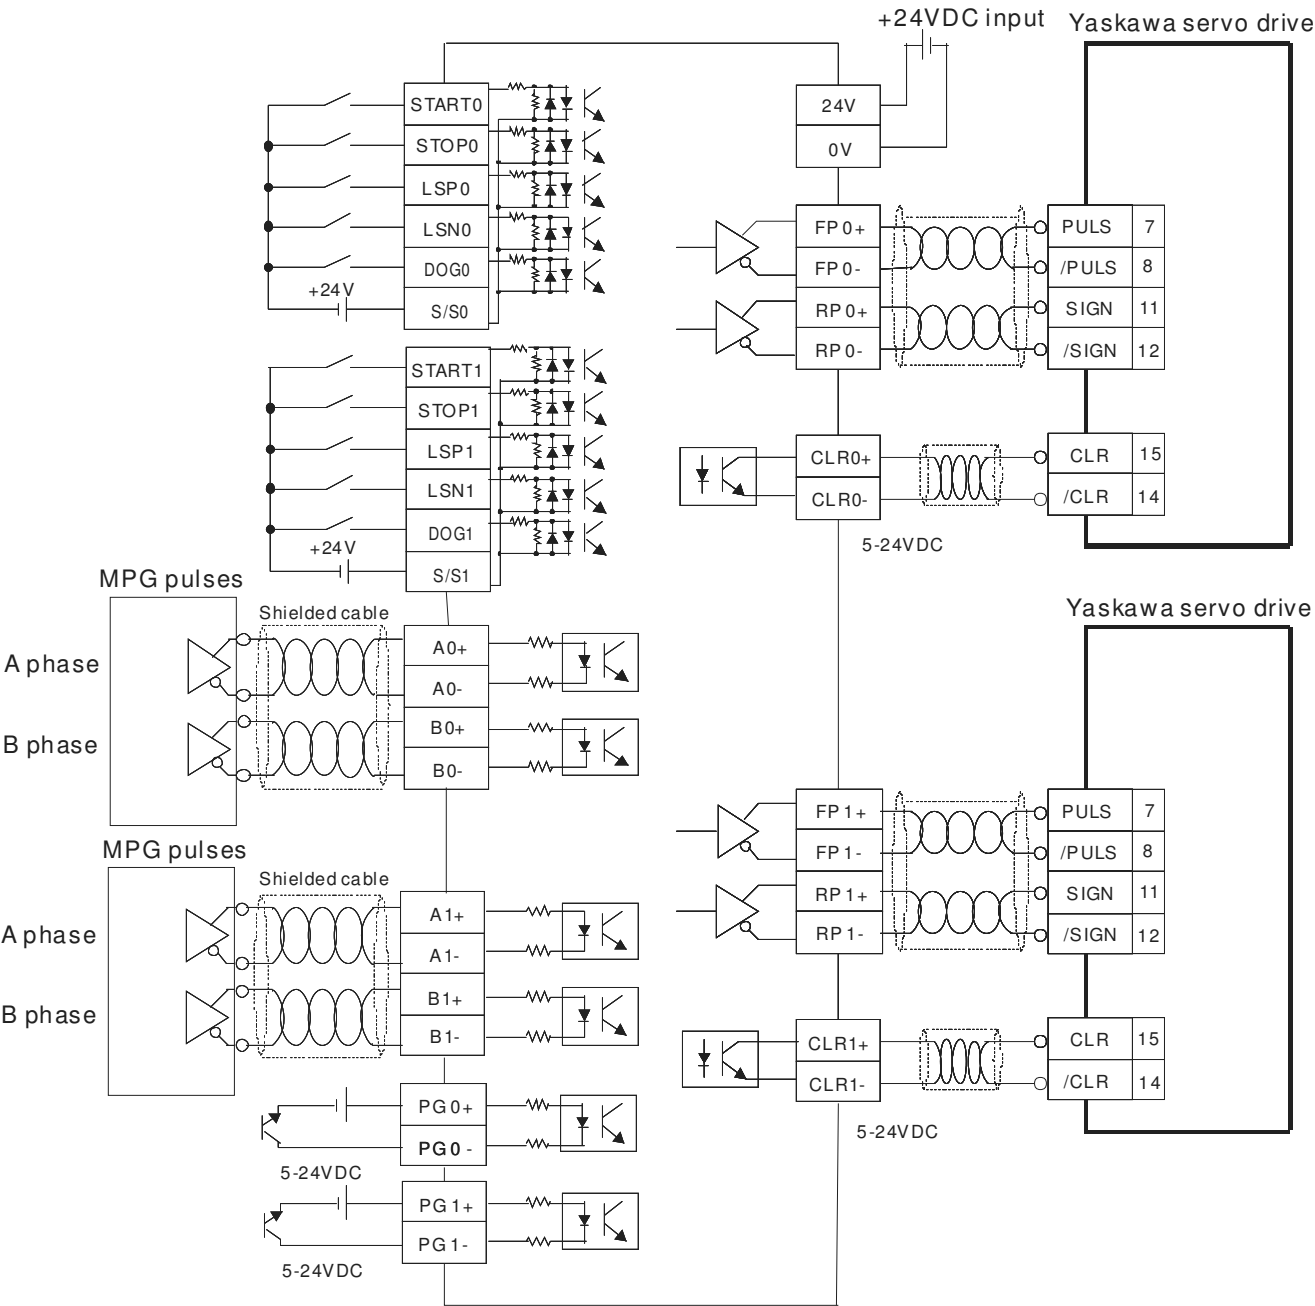 +24VDC input
Yaskawa servo drive
START0
STOP0
LSP0
LSN0
DOG0
+24V
S/S0
24V
0V
FP0+
PULS 7
FP0-
/PULS 8
RP0+
SIGN 11
RP0-
/SIGN 12
START1
STOP1
LSP1
LSN1
DOG1
+24V
S/S1
CLR0+
CLR 15
CLR0-
/CLR 14
5-24VDC
MPG pulses
Shielded cable
A phase
A0+
A0-
B phase
B0+
B0-
Yaskawa servo drive
MPG pulses
Shielded cable
A phase
A1+
A1-
B phase
B1+
B1-
FP1+
PULS 7
FP1-
/PULS 8
RP1+
SIGN 11
RP1-
/SIGN 12
CLR1+
CLR 15
CLR1-
/CLR 14
5-24VDC
PG0+
PG0-
5-24VDC
PG1+
PG1-
5-24VDC